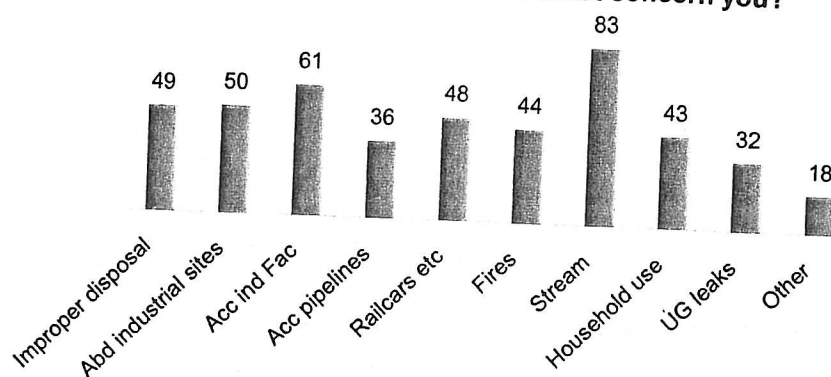 concern you?
49
50
61
36
48
44
83
43
32
18
Improper disposal
Abd industrial sites
Acc ind Fac
Acc pipelines
Railcars etc
Fires
Stream
Household use
UG leaks
Other